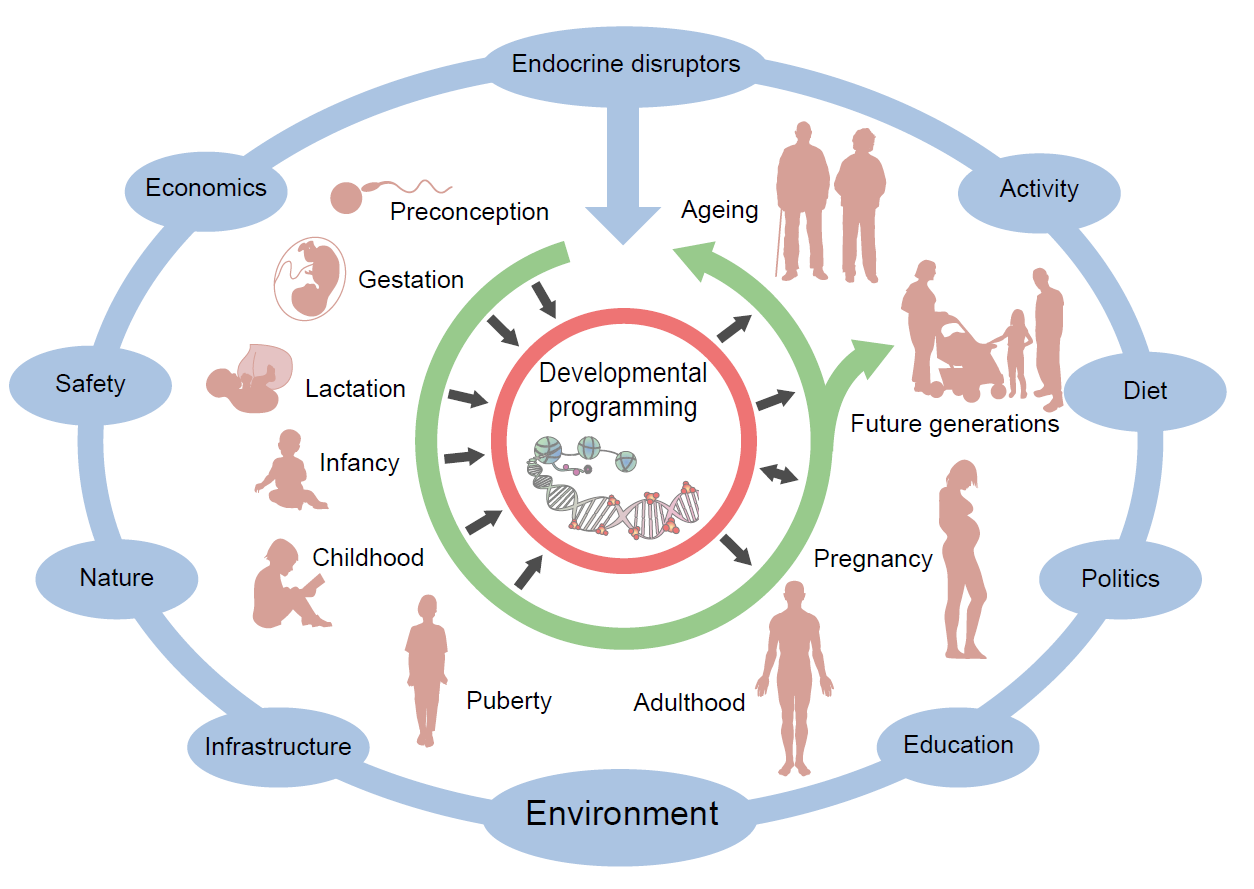 Endocrine disruptors
Economics
Activity
Preconception
Ageing
Gestation
Safety
Lactation
Developmental
programming
Diet
Future generations
Infancy
Nature
Childhood
Pregnancy
Politics
Puberty
Adulthood
Infrastructure
Education
Environment